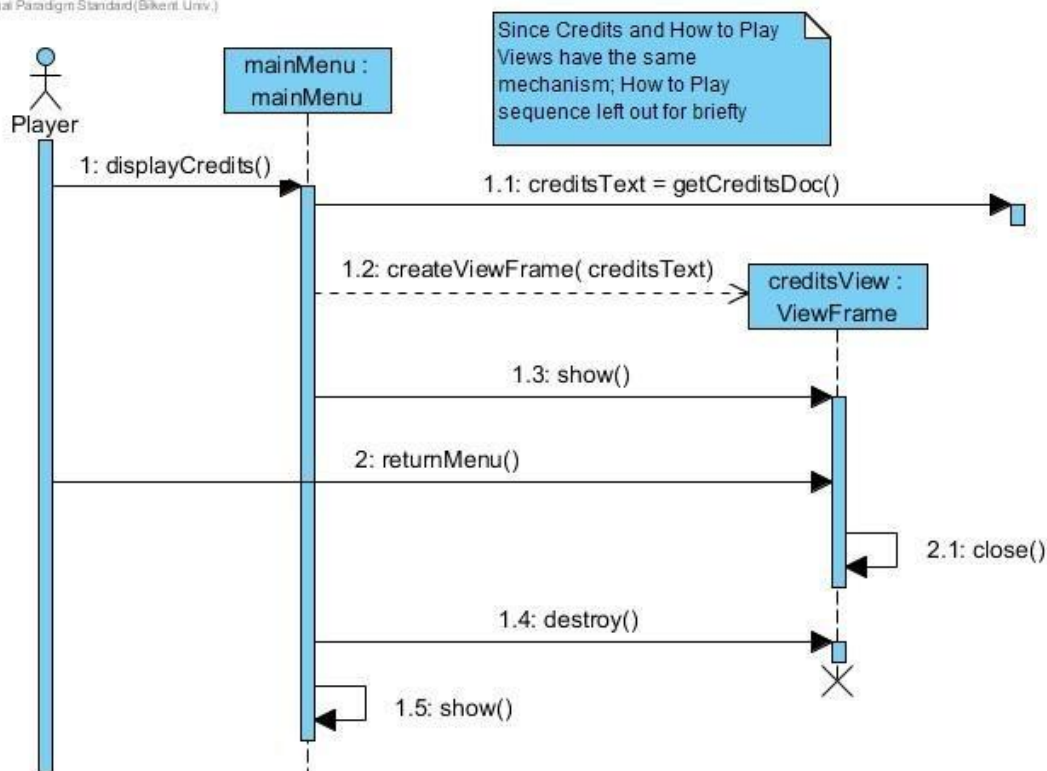 al Paradigm Standard(Bilkent Univ.)
Since Credits and How to Play
Views have the same
mechanism; How to Play
sequence left out for briefty
mainMenu :
mainMenu
Player
1: displayCredits()
1.1: creditsText = getCreditsDoc()
1.2: createViewFrame( creditsText)
creditsView :
ViewFrame
1.3: show()
2: returnMenu()
2.1: close()
1.4: destroy()
1.5: show()